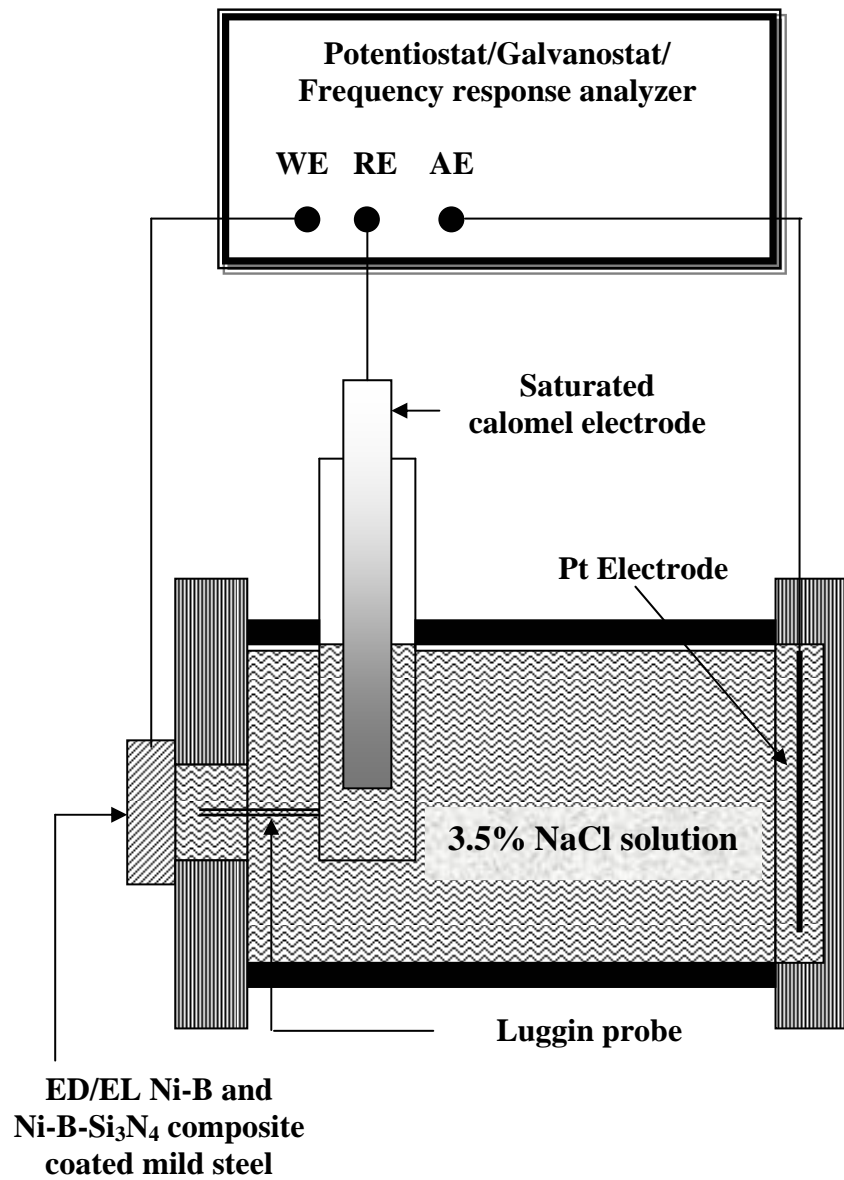 Potentiostat/Galvanostat/
Frequency response analyzer
WE RE AE
Saturated
calomel electrode
Pt Electrode
3.5% NaCl solution
Luggin probe
ED/EL Ni-B and
Ni-B-Si₃N₄ composite
coated mild steel